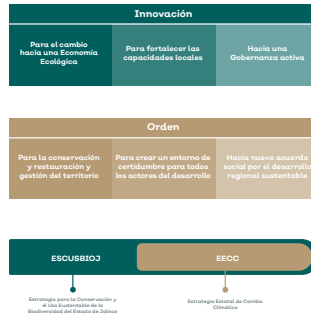 Innovación
Para el cambio
hacia una Economía
Ecológica
Para fortalecer las
capacidades locales
Hacia una
Gobernanza activa
Orden
Para la conservación
y restauración y
gestión del territorio
Para crear un entorno de
certidumbre para todos
los actores del desarrollo
Hacia nuevo acuerdo
social por el desarrollo
regional sustentable
ESCUSBIOJ
EECC
Estrategia para la Conservación y
el Uso Sustentable de la
Biodiversidad del Estado de Jalisco
Estrategia Estatal de Cambio
Climático